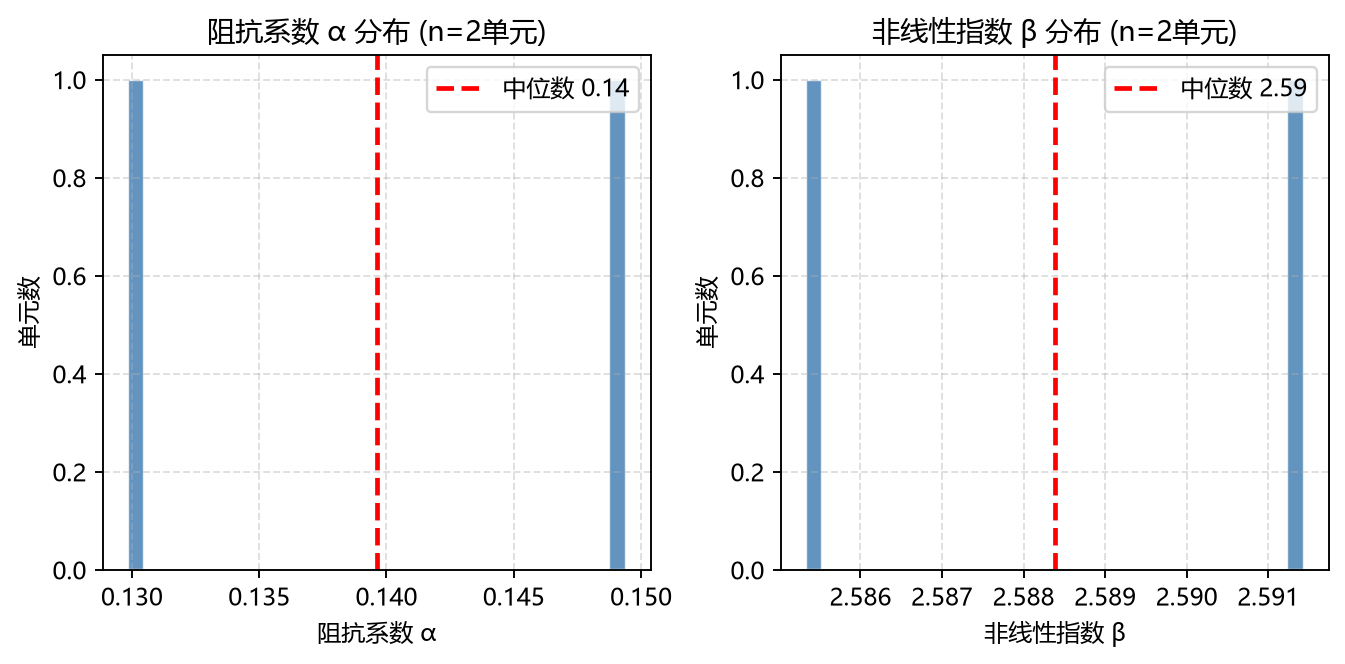 阻抗系数 α 分布 (n=2单元)
中位数 0.14
1.0
0.8
0.6
0.4
0.2
0.0
单元数
0.130
0.135
0.140
0.145
0.150
阻抗系数 α
非线性指数 β 分布 (n=2单元)
中位数 2.59
1.0
0.8
0.6
0.4
0.2
0.0
单元数
2.586
2.587
2.588
2.589
2.590
2.591
非线性指数 β